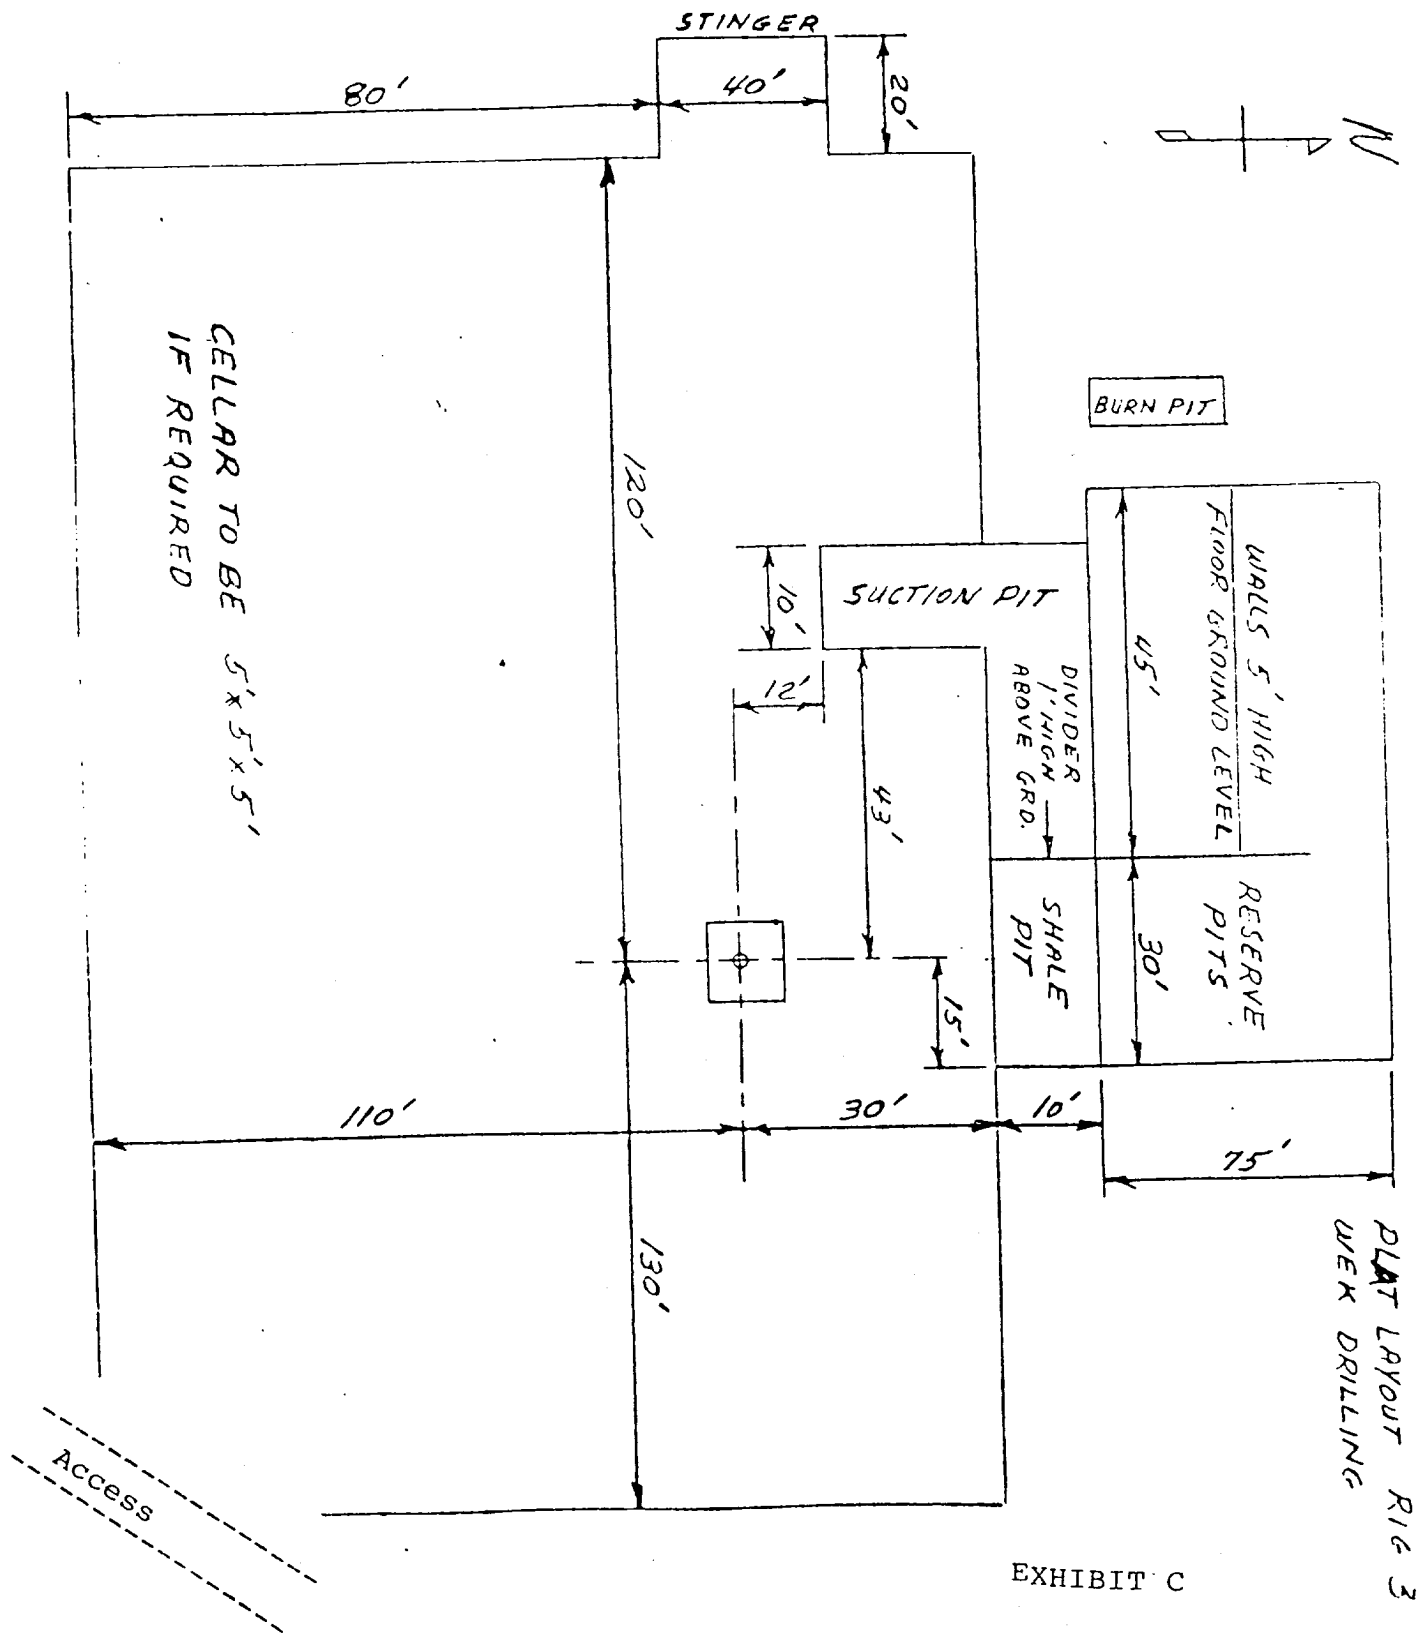 STINGER
80'
40'
20'
N
BURN PIT
CELLAR TO BE 5'x 5'x 5'
IF REQUIRED
120'
10'
SUCTION PIT
12'
43'
DIVIDER
1' HIGH
ABOVE GRD.
45'
WALLS 5' HIGH
FLOOR GROUND LEVEL
SHALE
PIT
30'
RESERVE
PITS
15'
110'
30'
10'
75'
130'
PLAT LAYOUT RIG 3
WEK DRILLING
Access
EXHIBIT C